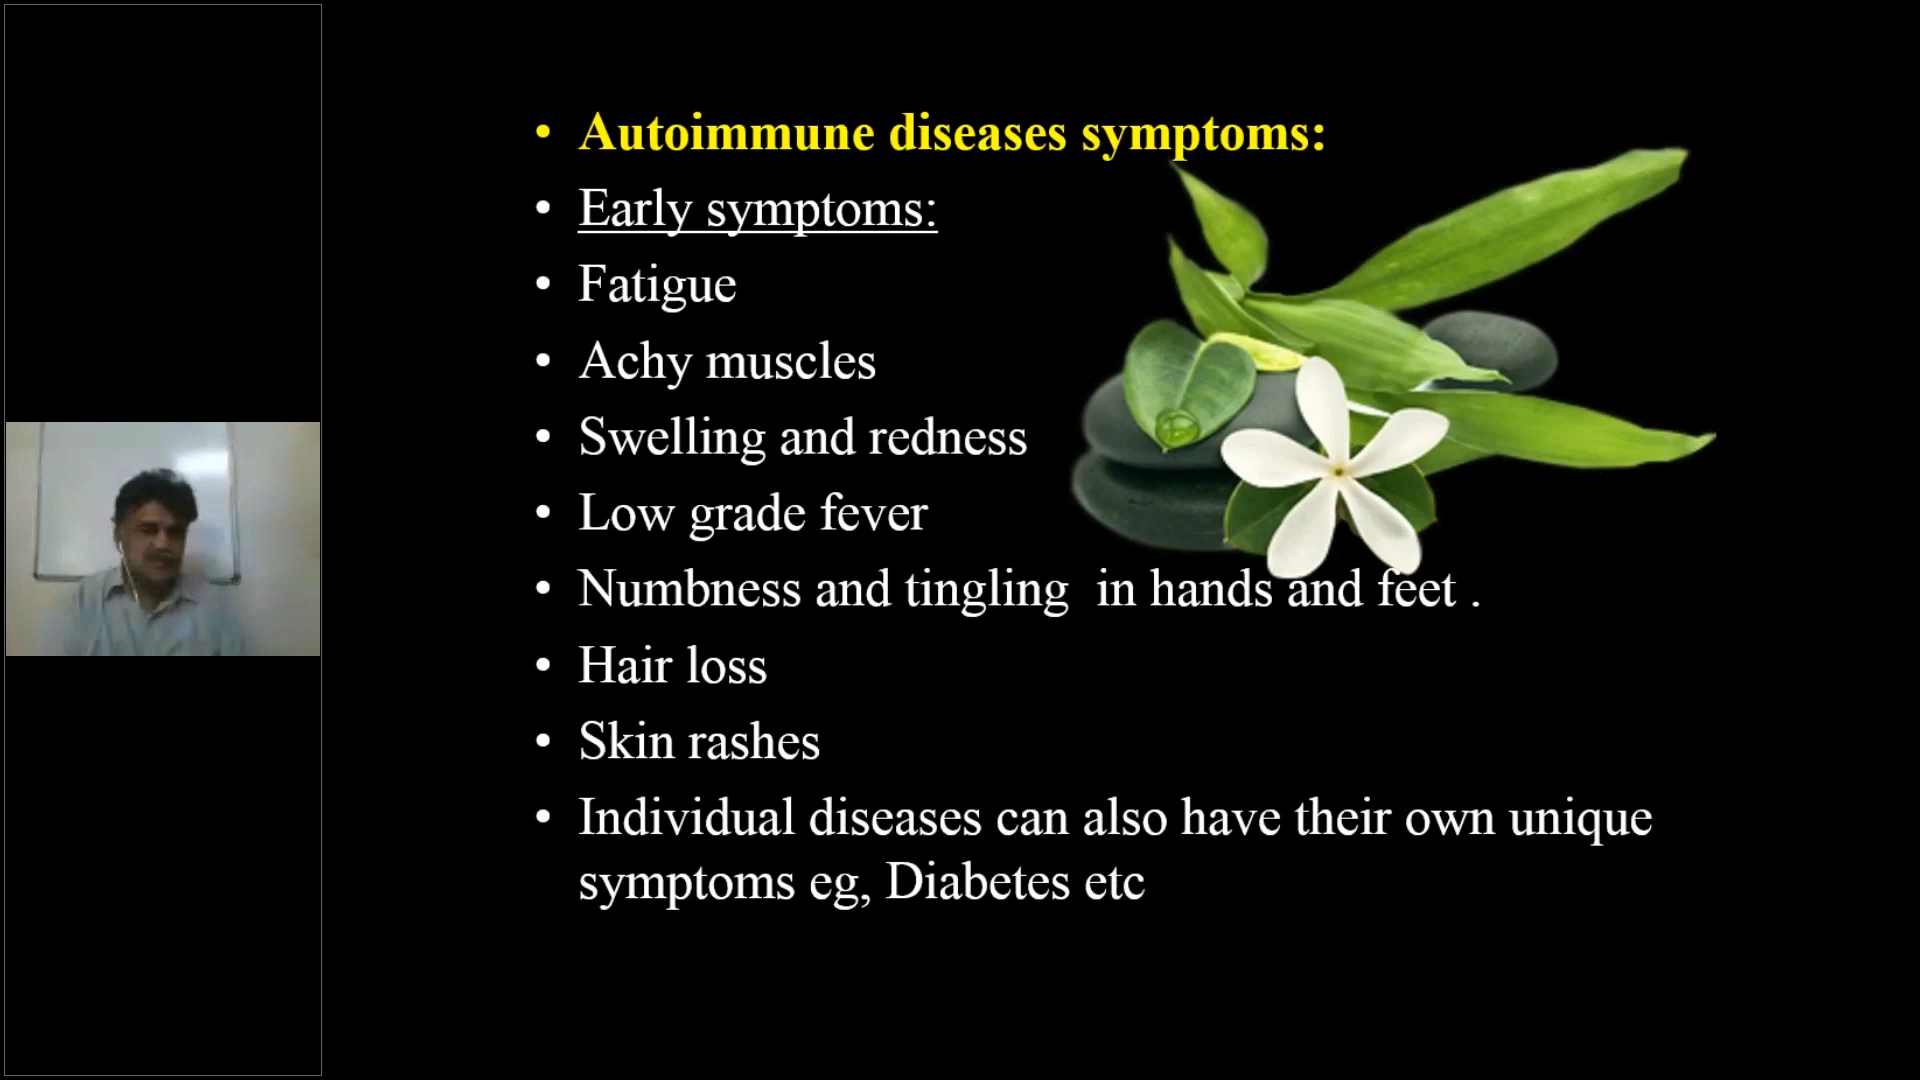 • Autoimmune diseases symptoms:
• Early symptoms:
• Fatigue
• Achy muscles
• Swelling and redness
• Low grade fever
• Numbness and tingling  in hands and feet .
• Hair loss
• Skin rashes
• Individual diseases can also have their own unique
symptoms eg, Diabetes etc